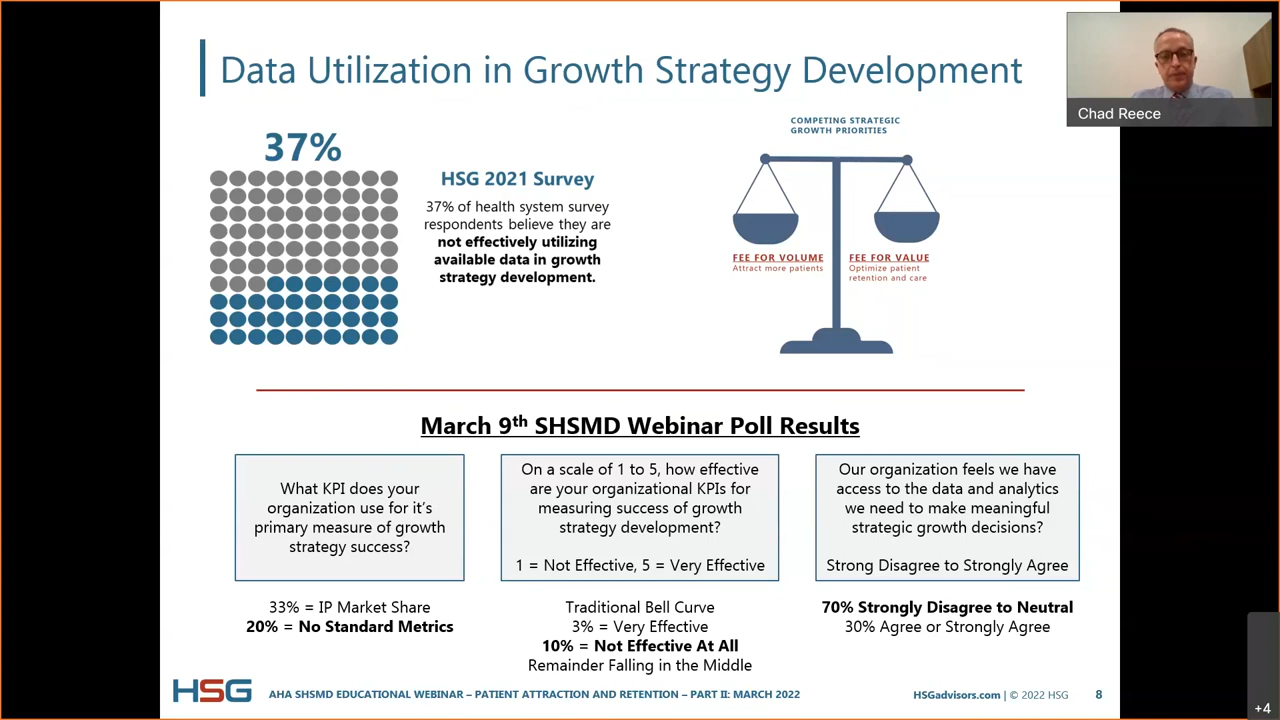 Data Utilization in Growth Strategy Development
Chad Reece
37%
HSG 2021 Survey
37% of health system survey
respondents believe they are
not effectively utilizing
available data in growth
strategy development.
COMPETING STRATEGIC
GROWTH PRIORITIES
FEE FOR VOLUME
Attract more patients
FEE FOR VALUE
Optimize patient
retention and care
March 9th SHSMD Webinar Poll Results
What KPI does your
organization use for it's
primary measure of growth
strategy success?
33% = IP Market Share
20% = No Standard Metrics
On a scale of 1 to 5, how effective
are your organizational KPIs for
measuring success of growth
strategy development?
1 = Not Effective, 5 = Very Effective
Traditional Bell Curve
3% = Very Effective
10% = Not Effective At All
Remainder Falling in the Middle
Our organization feels we have
access to the data and analytics
we need to make meaningful
strategic growth decisions?
Strong Disagree to Strongly Agree
70% Strongly Disagree to Neutral
30% Agree or Strongly Agree
HSG
AHA SHSMD EDUCATIONAL WEBINAR – PATIENT ATTRACTION AND RETENTION – PART II: MARCH 2022
HSGadvisors.com | © 2022 HSG
8
+4